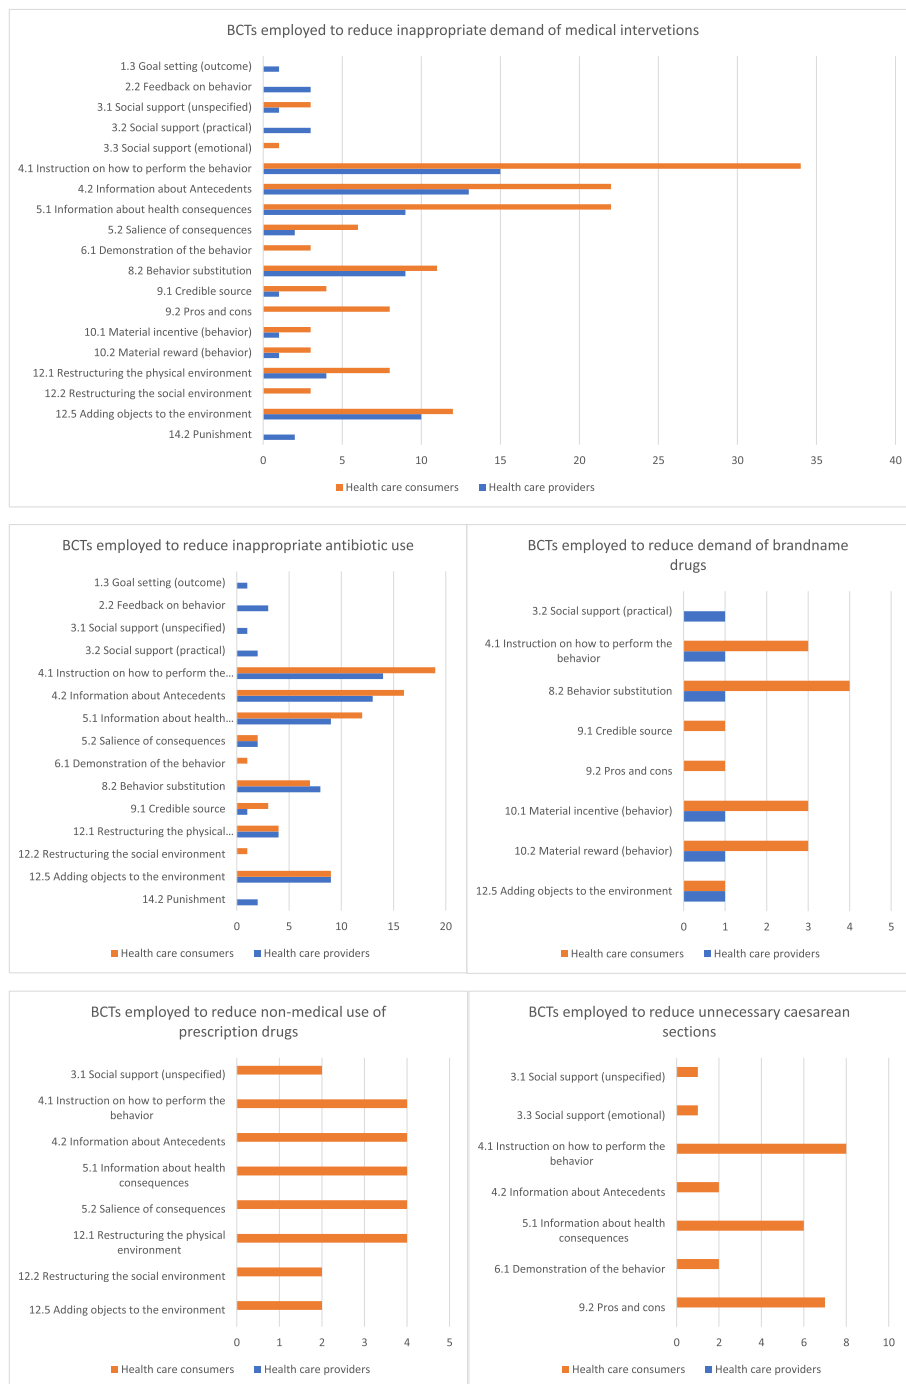 BCTs employed to reduce inappropriate demand of medical intervetions
1.3 Goal setting (outcome)
2.2 Feedback on behavior
3.1 Social support (unspecified)
3.2 Social support (practical)
3.3 Social support (emotional)
4.1 Instruction on how to perform the behavior
4.2 Information about Antecedents
5.1 Information about health consequences
5.2 Salience of consequences
6.1 Demonstration of the behavior
8.2 Behavior substitution
9.1 Credible source
9.2 Pros and cons
10.1 Material incentive (behavior)
10.2 Material reward (behavior)
12.1 Restructuring the physical environment
12.2 Restructuring the social environment
12.5 Adding objects to the environment
14.2 Punishment
0 5 10 15 20 25 30 35 40
Health care consumers Health care providers
BCTs employed to reduce inappropriate antibiotic use
1.3 Goal setting (outcome)
2.2 Feedback on behavior
3.1 Social support (unspecified)
3.2 Social support (practical)
4.1 Instruction on how to perform the...
4.2 Information about Antecedents
5.1 Information about health...
5.2 Salience of consequences
6.1 Demonstration of the behavior
8.2 Behavior substitution
9.1 Credible source
12.1 Restructuring the physical...
12.2 Restructuring the social environment
12.5 Adding objects to the environment
14.2 Punishment
0 5 10 15 20
Health care consumers Health care providers
BCTs employed to reduce demand of brandname
drugs
3.2 Social support (practical)
4.1 Instruction on how to perform the
behavior
8.2 Behavior substitution
9.1 Credible source
9.2 Pros and cons
10.1 Material incentive (behavior)
10.2 Material reward (behavior)
12.5 Adding objects to the environment
0 1 2 3 4 5
Health care consumers Health care providers
BCTs employed to reduce non-medical use of
prescription drugs
3.1 Social support (unspecified)
4.1 Instruction on how to perform the
behavior
4.2 Information about Antecedents
5.1 Information about health
consequences
5.2 Salience of consequences
12.1 Restructuring the physical
environment
12.2 Restructuring the social environment
12.5 Adding objects to the environment
0 1 2 3 4 5
Health care consumers Health care providers
BCTs employed to reduce unnecessary caesarean
sections
3.1 Social support (unspecified)
3.3 Social support (emotional)
4.1 Instruction on how to perform the
behavior
4.2 Information about Antecedents
5.1 Information about health
consequences
6.1 Demonstration of the behavior
9.2 Pros and cons
0 2 4 6 8 10
Health care consumers Health care providers